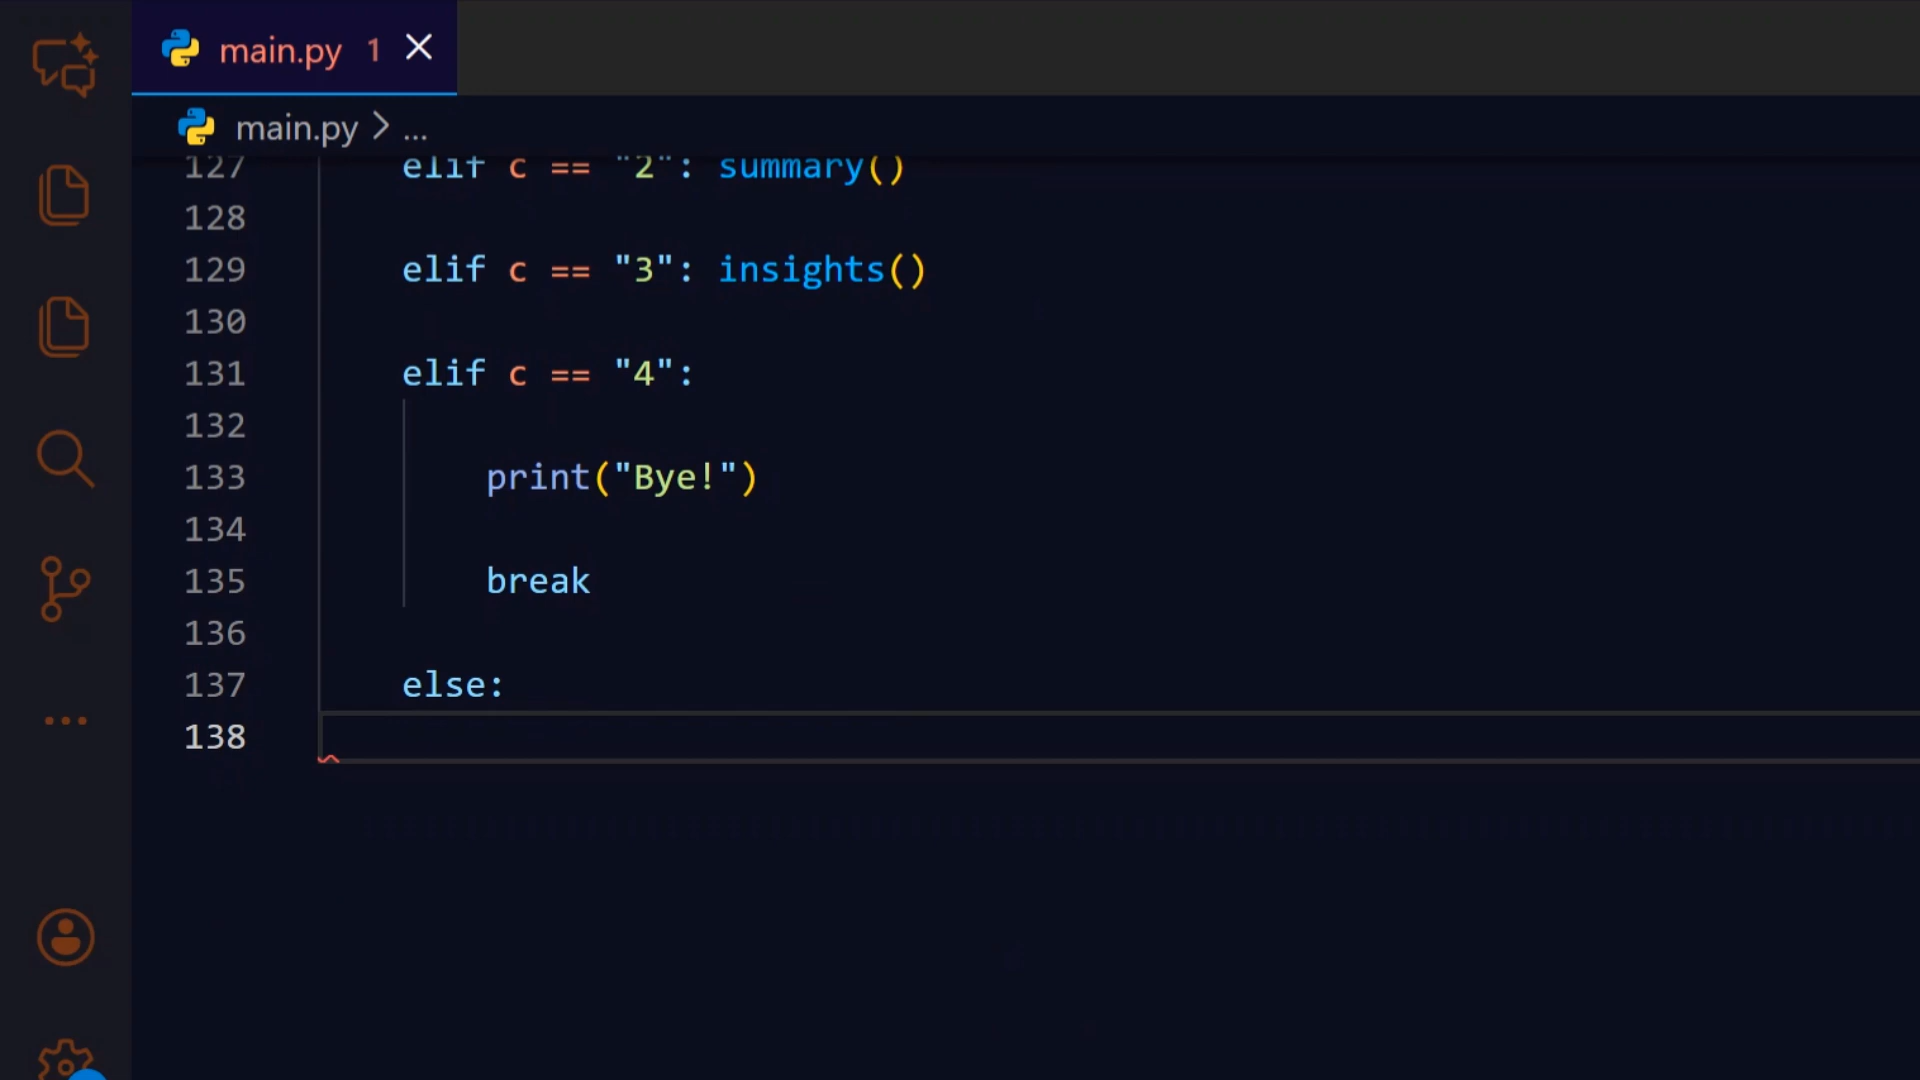 main.py 1
main.py > ...
127 elif c == "2": summary()
128
129 elif c == "3": insights()
130
131 elif c == "4":
132
133 print("Bye!")
134
135 break
136
137 else:
138